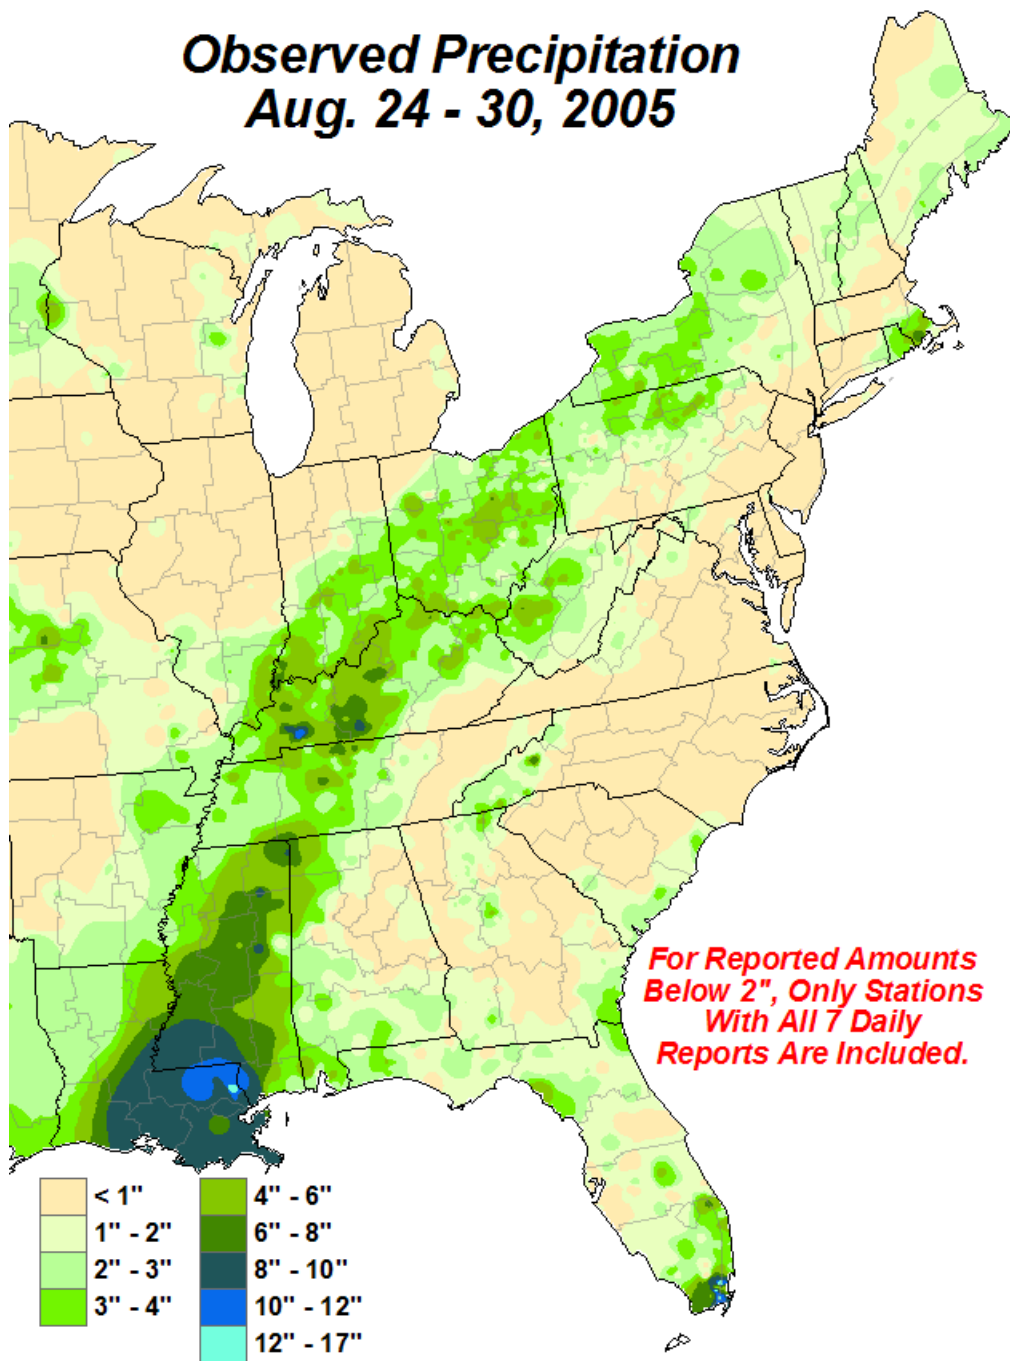 Observed Precipitation
Aug. 24 - 30, 2005
For Reported Amounts
Below 2", Only Stations
With All 7 Daily
Reports Are Included.
< 1"
1" - 2"
2" - 3"
3" - 4"
4" - 6"
6" - 8"
8" - 10"
10" - 12"
12" - 17"